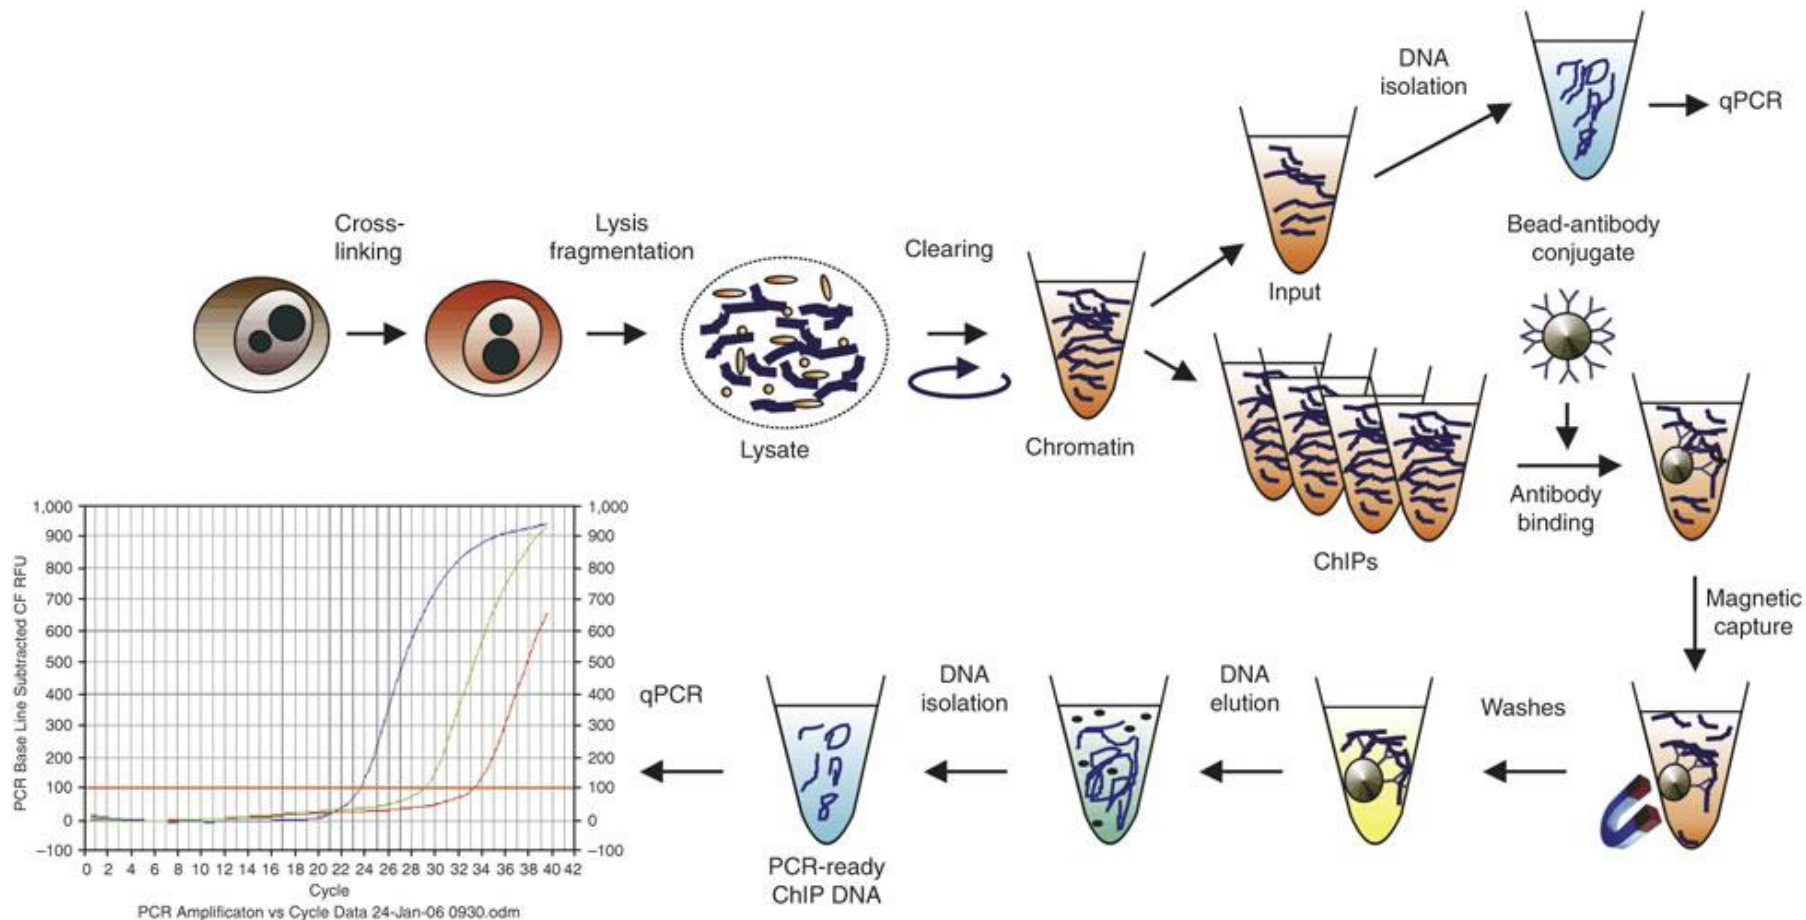 Cross-
linking
Lysis
fragmentation
Lysate
Clearing
Chromatin
Input
DNA
isolation
qPCR
Bead-antibody
conjugate
ChIPs
Antibody
binding
Magnetic
capture
Washes
DNA
elution
DNA
isolation
PCR-ready
ChIP DNA
qPCR
PCR Base Line Subtracted CF RFU
1,000
900
800
700
600
500
400
300
200
100
0
−100
1,000
900
800
700
600
500
400
300
200
100
0
−100
0 2 4 6 8 10 12 14 16 18 20 22 24 26 28 30 32 34 36 38 40 42
Cycle
PCR Amplificaton vs Cycle Data 24-Jan-06 0930.odm